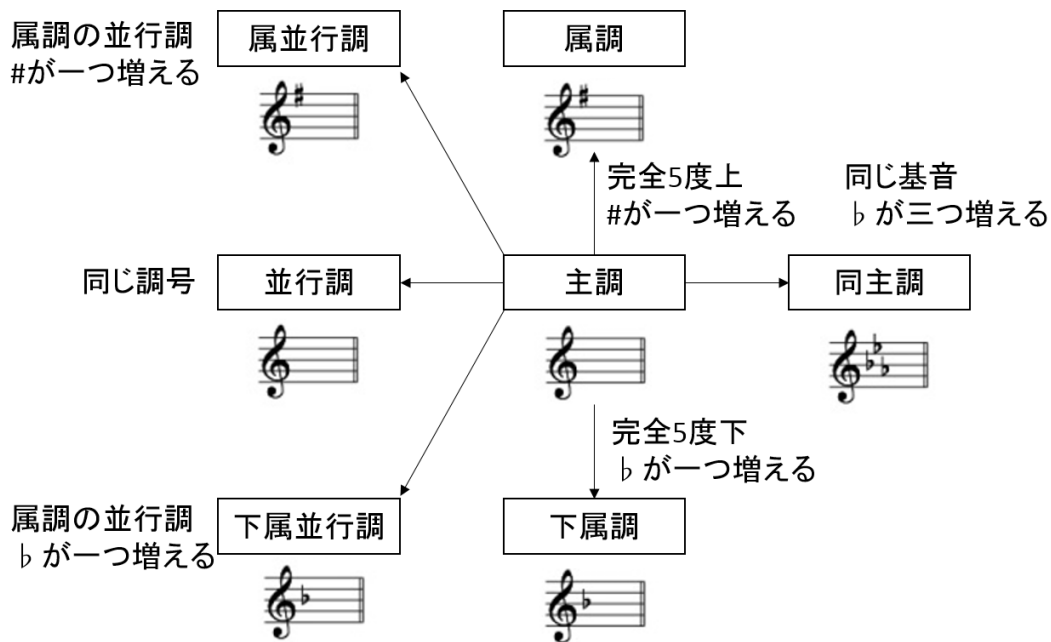 属調の並行調
#が一つ増える
属並行調
属調
完全5度上
#が一つ増える
同じ基音
♭が三つ増える
同じ調号
並行調
主調
同主調
完全5度下
♭が一つ増える
属調の並行調
♭が一つ増える
下属並行調
下属調